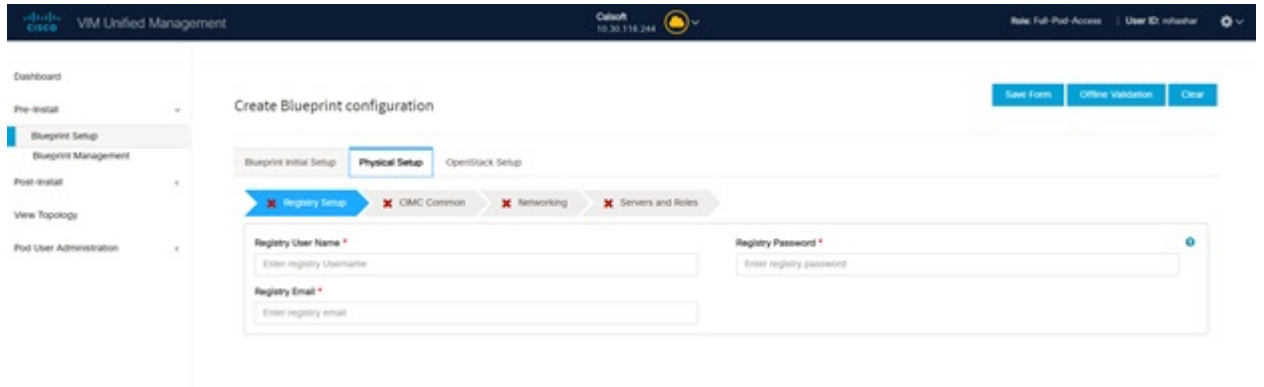 CISCO VIM Unified Management
Calsoft
10.30.116.244
Role: Full-Pod-Access | User ID: rohashar
Dashboard
Pre-Install
Blueprint Setup
Blueprint Management
Post-Install
View Topology
Pod User Administration
Create Blueprint configuration
Save Form Offline Validation Clear
Blueprint Initial Setup Physical Setup OpenStack Setup
Registry Setup CIMC Common Networking Servers and Roles
Registry User Name *
Enter registry Username
Registry Password *
Enter registry password
Registry Email *
Enter registry email